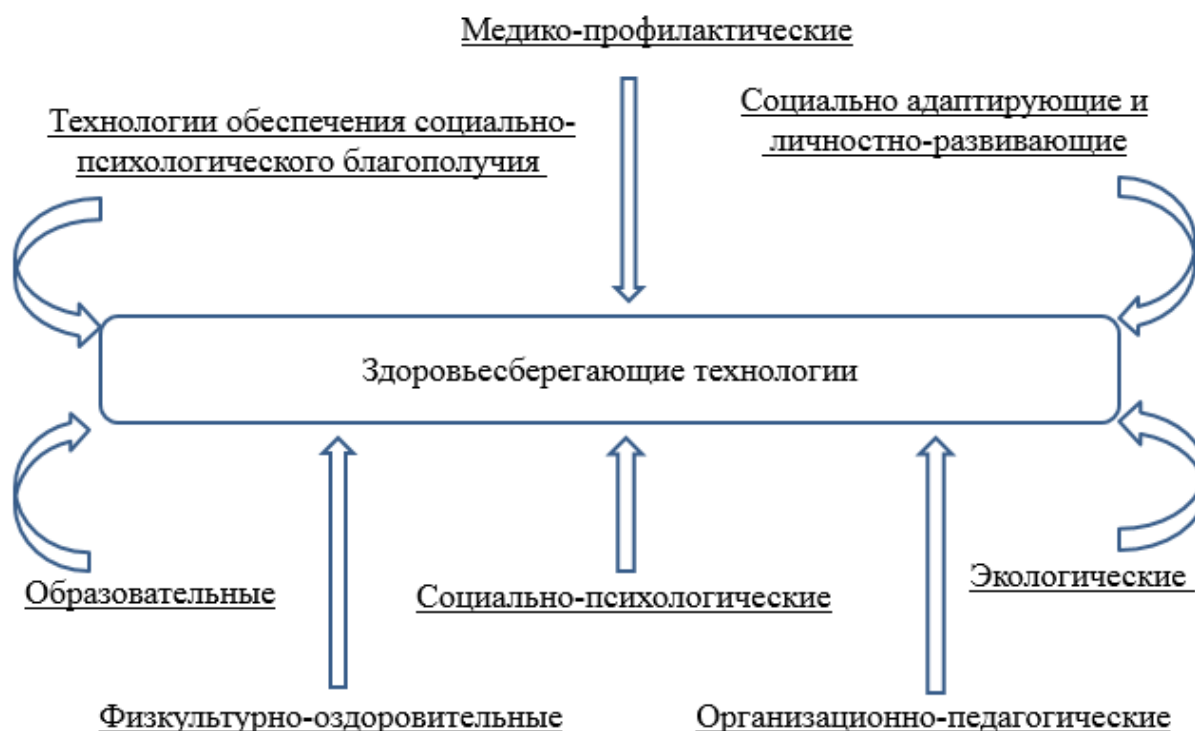 Медико-профилактические
Технологии обеспечения социально-
психологического благополучия
Социально адаптирующие и
личностно-развивающие
Здоровьесберегающие технологии
Образовательные
Социально-психологические
Экологические
Физкультурно-оздоровительные
Организационно-педагогические